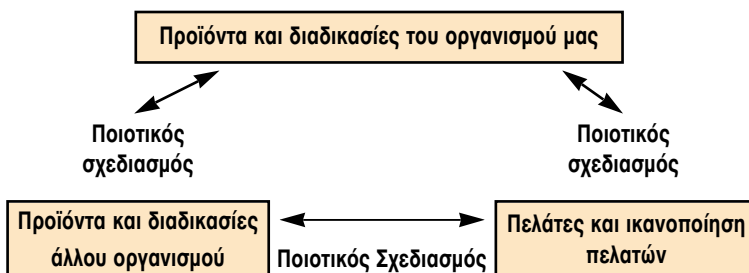 Προϊόντα και διαδικασίες του οργανισμού μας
Ποιοτικός
σχεδιασμός
Ποιοτικός
σχεδιασμός
Προϊόντα και διαδικασίες
άλλου οργανισμού
Ποιοτικός Σχεδιασμός
Πελάτες και ικανοποίηση
πελατών